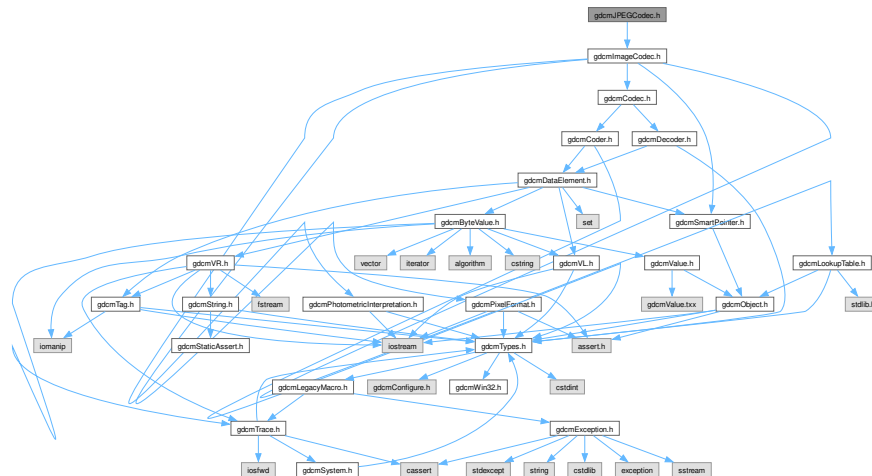 gdcmJPEGCodec.h
gdcmImageCodec.h
gdcmCodec.h
gdcmCoder.h
gdcmDecoder.h
gdcmDataElement.h
gdcmByteValue.h
set
gdcmSmartPointer.h
gdcmVR.h
vector
iterator
algorithm
cstring
gdcmVL.h
gdcmValue.h
gdcmLookupTable.h
gdcmTag.h
gdcmString.h
fstream
gdcmPhotometricInterpretation.h
gdcmPixelFormat.h
gdcmValue.txx
gdcmObject.h
stdlib.h
iomanip
gdcmStaticAssert.h
iostream
gdcmTypes.h
assert.h
gdcmLegacyMacro.h
gdcmConfigure.h
gdcmWin32.h
cstdint
gdcmTrace.h
gdcmException.h
iosfwd
gdcmSystem.h
cassert
stdexcept
string
cstdlib
exception
sstream